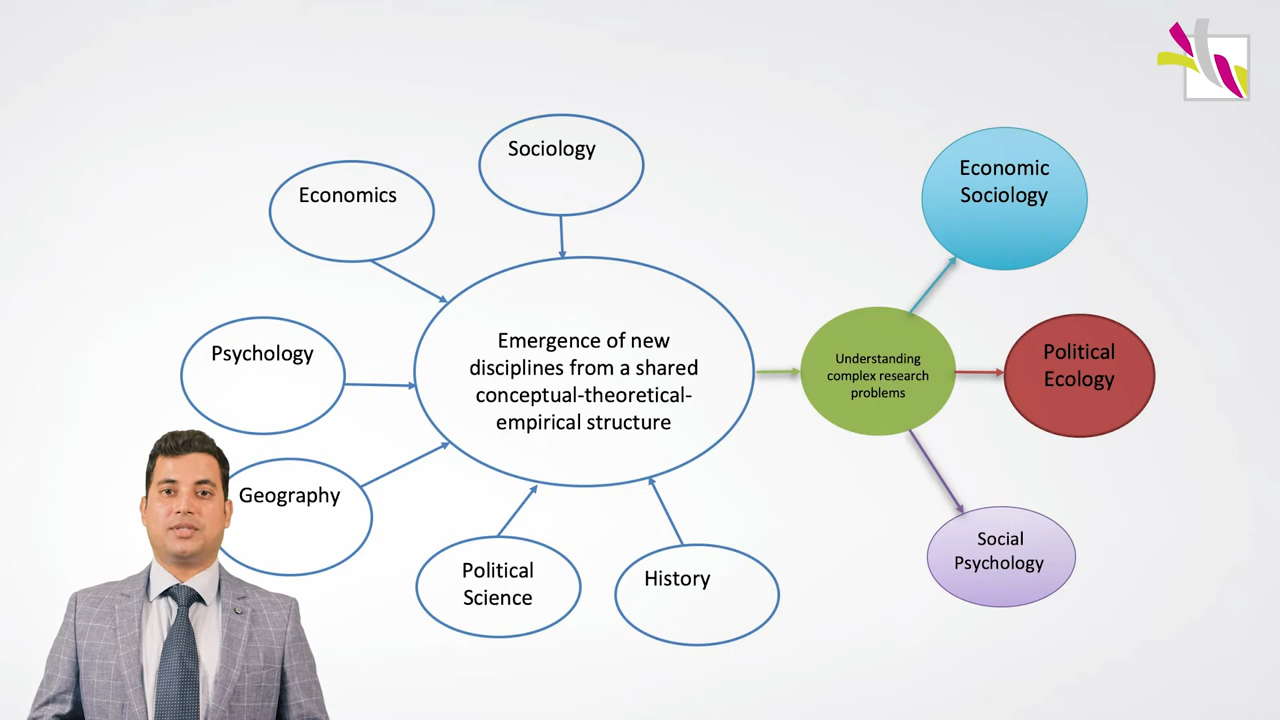 Sociology
Economics
Psychology
Geography
Political
Science
History
Emergence of new
disciplines from a shared
conceptual-theoretical-
empirical structure
Understanding
complex research
problems
Economic
Sociology
Political
Ecology
Social
Psychology